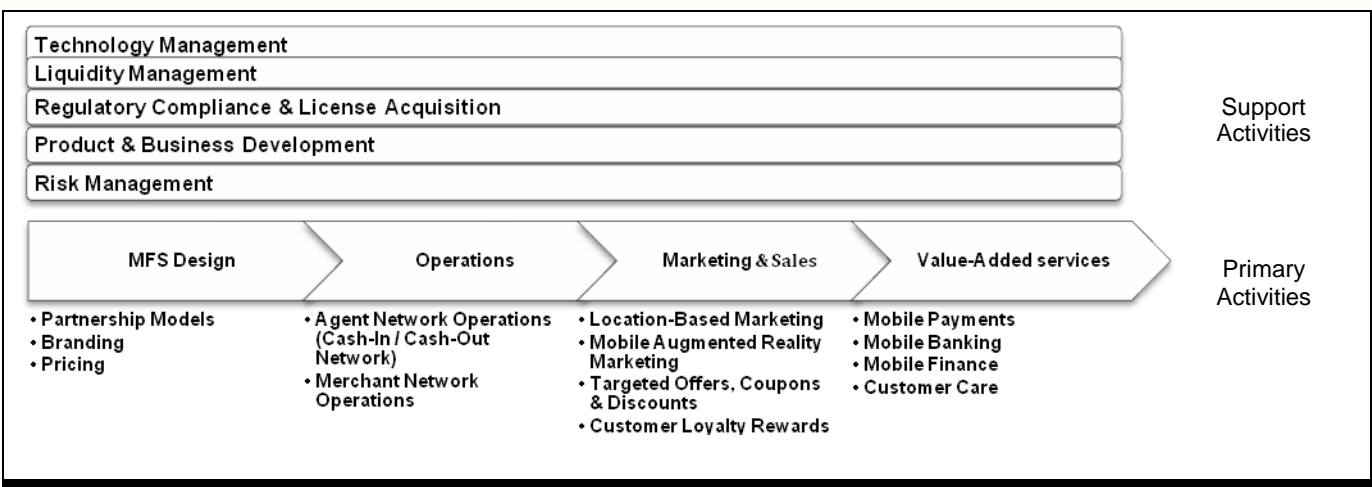 Technology Management
Liquidity Management
Regulatory Compliance & License Acquisition
Product & Business Development
Risk Management
Support
Activities
MFS Design
Operations
Marketing & Sales
Value-Added services
Primary
Activities
• Partnership Models
• Branding
• Pricing
• Agent Network Operations
(Cash-In / Cash-Out
Network)
• Merchant Network
Operations
• Location-Based Marketing
• Mobile Augmented Reality
Marketing
• Targeted Offers, Coupons
& Discounts
• Customer Loyalty Rewards
• Mobile Payments
• Mobile Banking
• Mobile Finance
• Customer Care